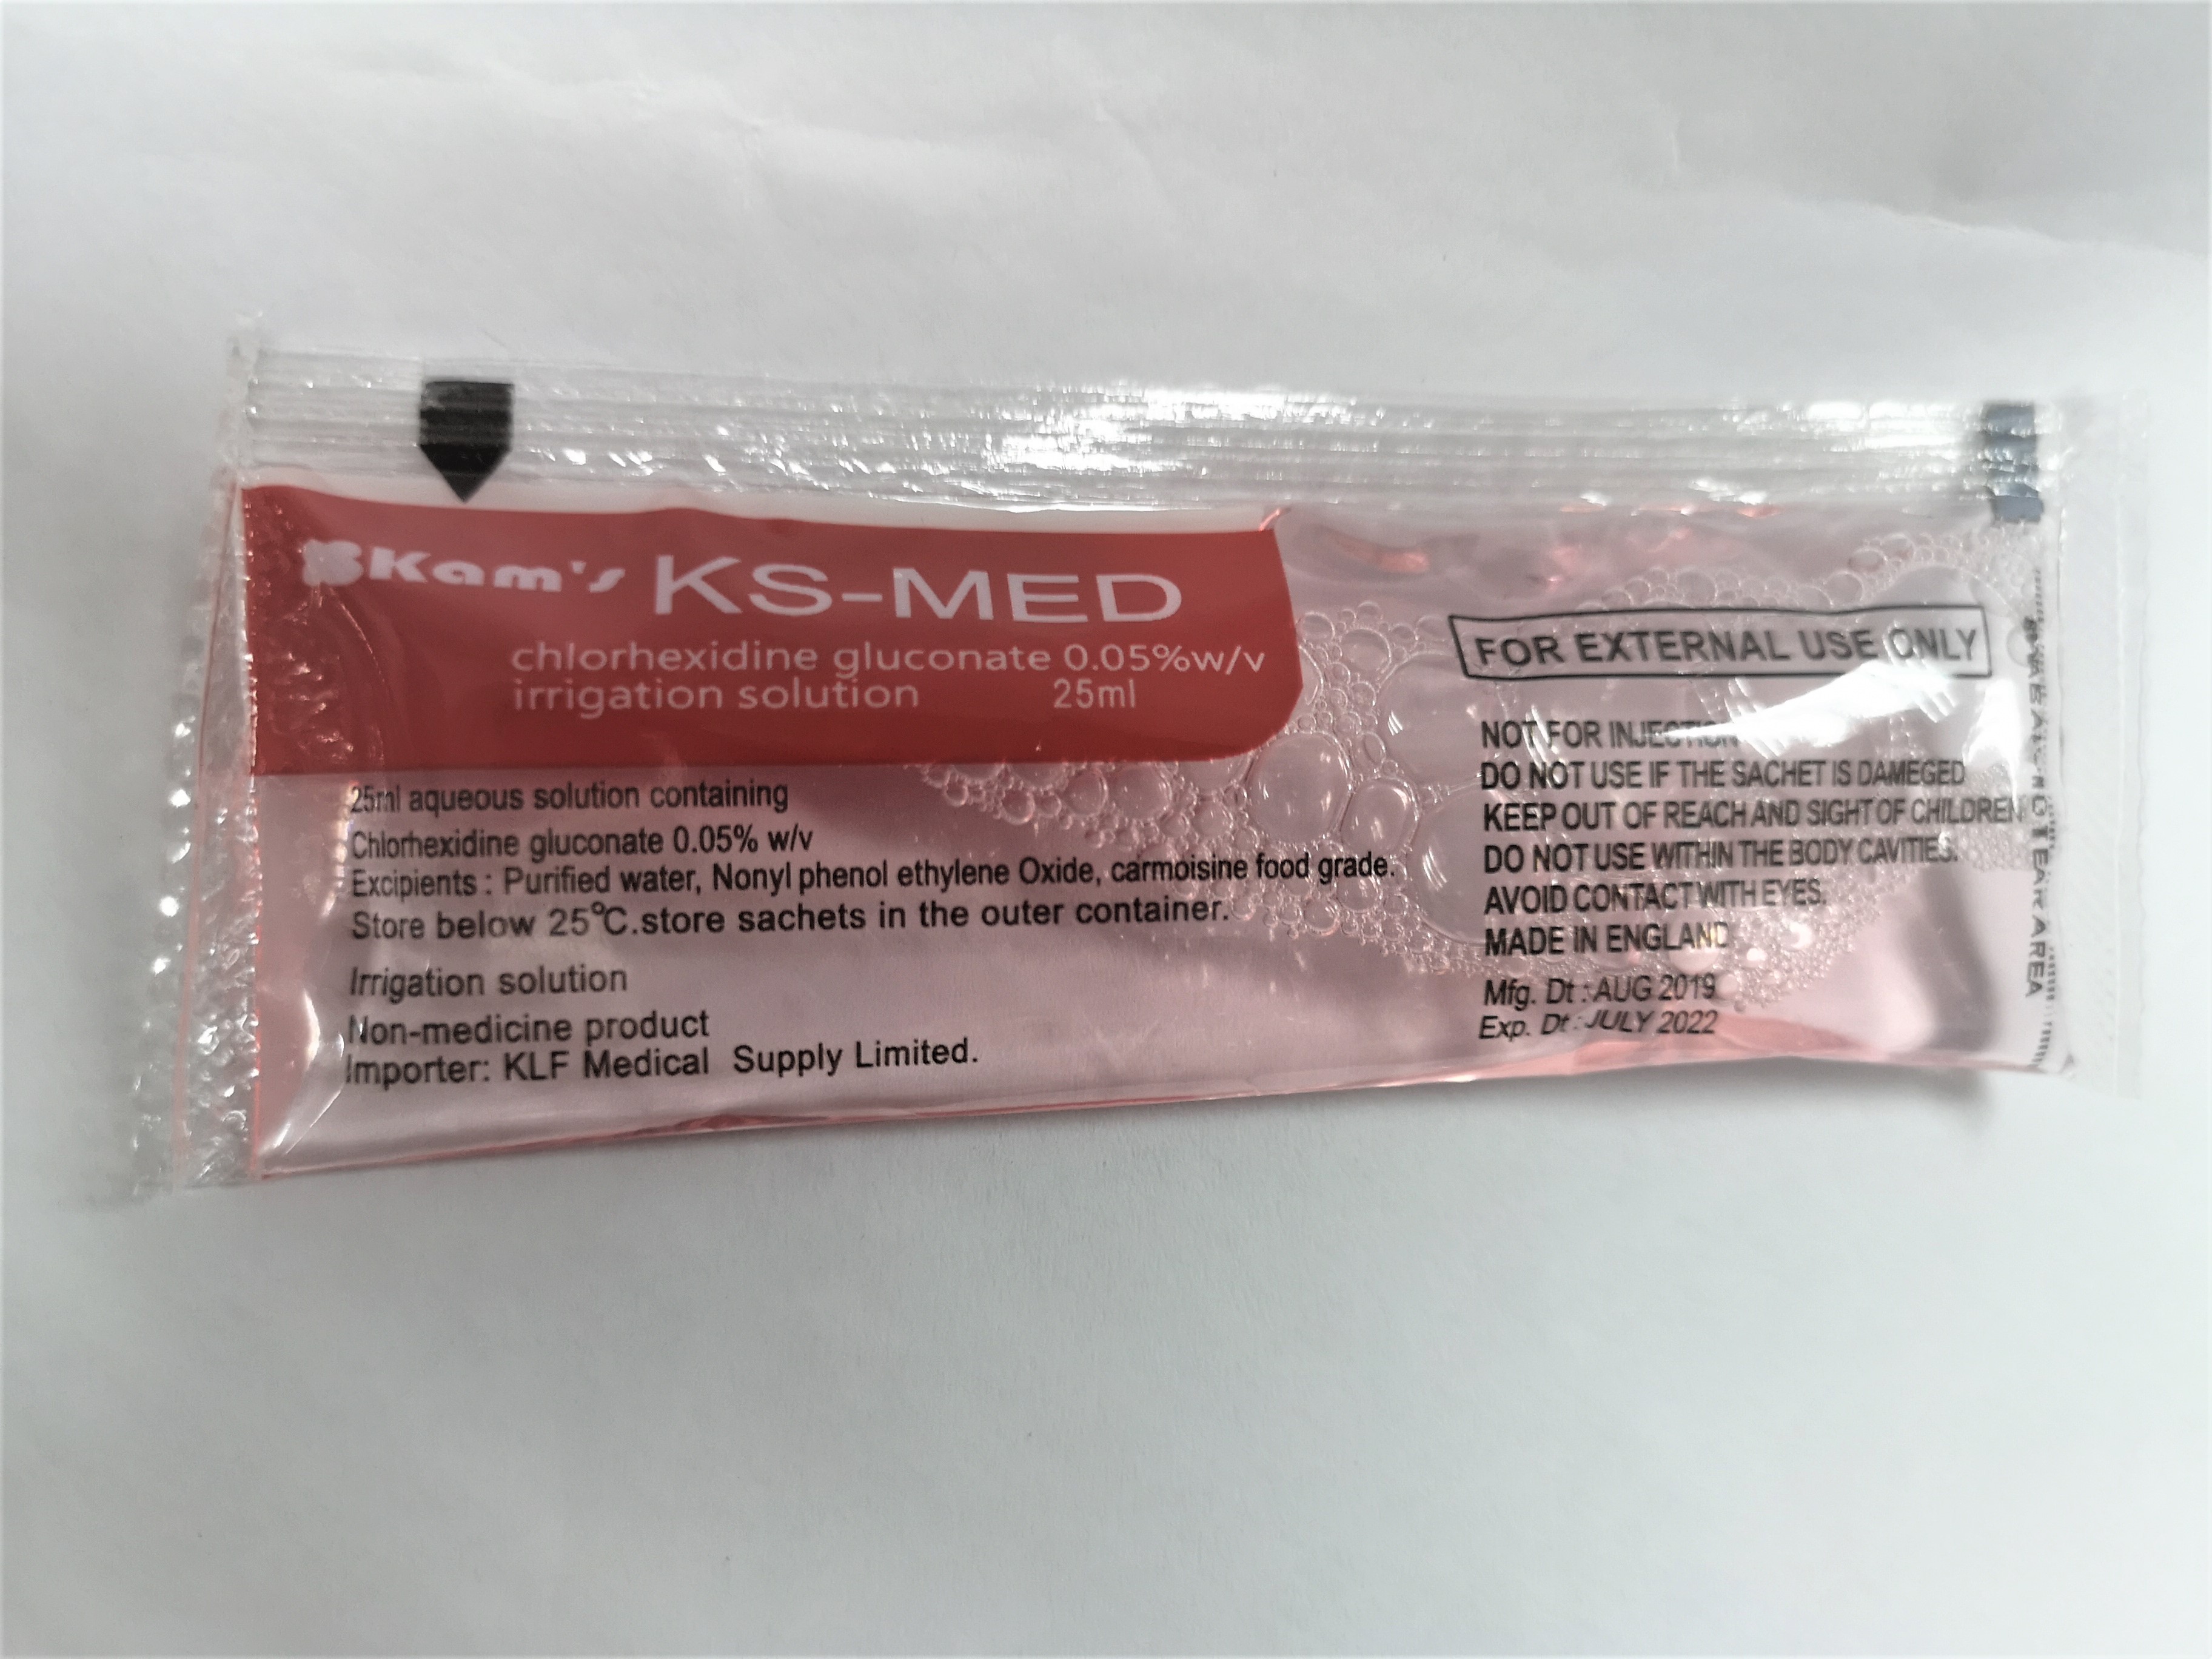 Kam's KS-MED
chlorhexidine gluconate 0.05%w/v
irrigation solution 25ml
25ml aqueous solution containing
Chlorhexidine gluconate 0.05% w/v
Excipients : Purified water, Nonyl phenol ethylene Oxide, carmoisine food grade.
Store below 25°C.store sachets in the outer container.
Irrigation solution
Non-medicine product
Importer: KLF Medical Supply Limited.
FOR EXTERNAL USE ONLY
NOT FOR INJECTION
DO NOT USE IF THE SACHET IS DAMEGED
KEEP OUT OF REACH AND SIGHT OF CHILDREN
DO NOT USE WITHIN THE BODY CAVITIES.
AVOID CONTACT WITH EYES.
MADE IN ENGLAND
Mfg. Dt : AUG 2019
Exp. Dt : JULY 2022
TEAR AREA